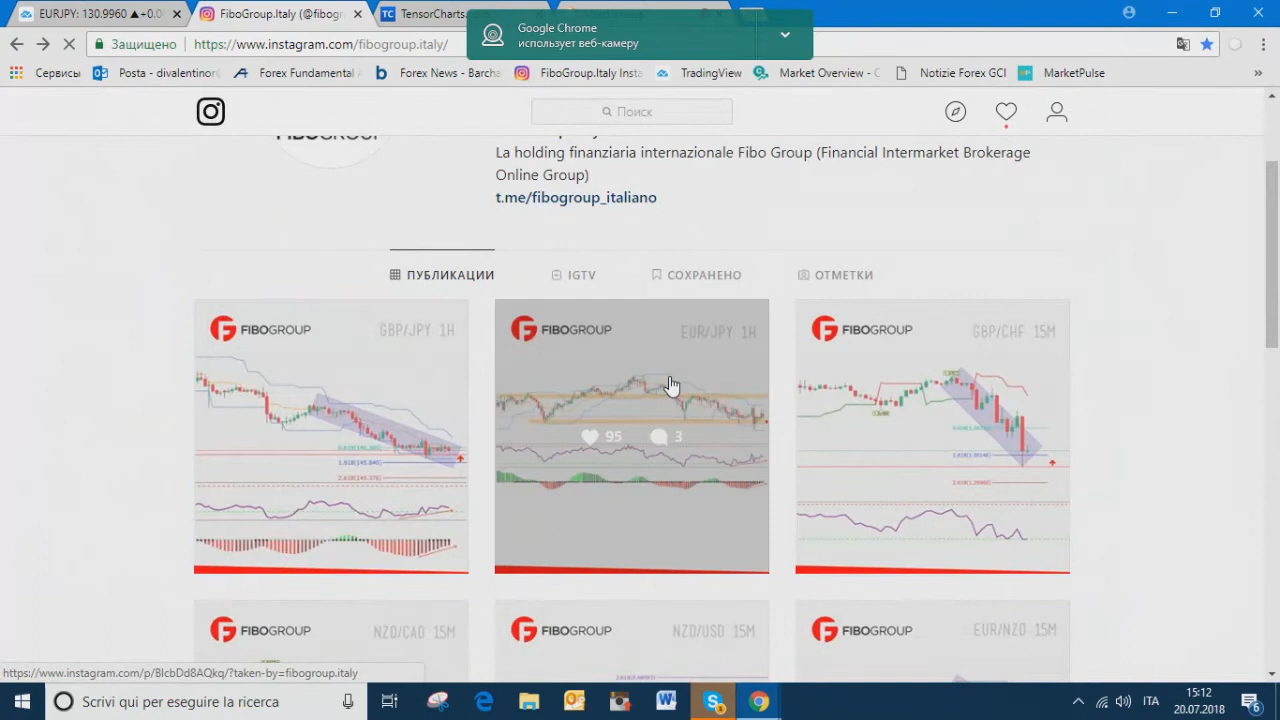 EURJPY: 130.9960 ▲+0.0
FiboGroup.Italy (@fibog
TensorCharts
Google Chrome
использует веб-камеру
Защищено
https://www.instagram.com/fibogroup.italy/
Сервисы
Posta - divalentino
Forex Fundamental
Forex News - Barcha
FiboGroup.Italy Insta
TradingView
Market Overview - C
Notizie Forex GCI
MarketPulse
Поиск
FIBOGROUP
La holding finanziaria internazionale Fibo Group (Financial Intermarket Brokerage
Online Group)
t.me/fibogroup_italiano
ПУБЛИКАЦИИ
IGTV
СОХРАНЕНО
ОТМЕТКИ
FIBOGROUP GBP/JPY 1H
FIBOGROUP EUR/JPY 1H
95 3
FIBOGROUP GBP/CHF 15M
FIBOGROUP NZD/CAD 15M
FIBOGROUP NZD/USD 15M
FIBOGROUP EUR/NZD 15M
https://www.instagram.com/p/BlcbDd8AQkq/?taken-by=fibogroup.italy
Scrivi qui per eseguire la ricerca
ITA
15:12
20.07.2018
6